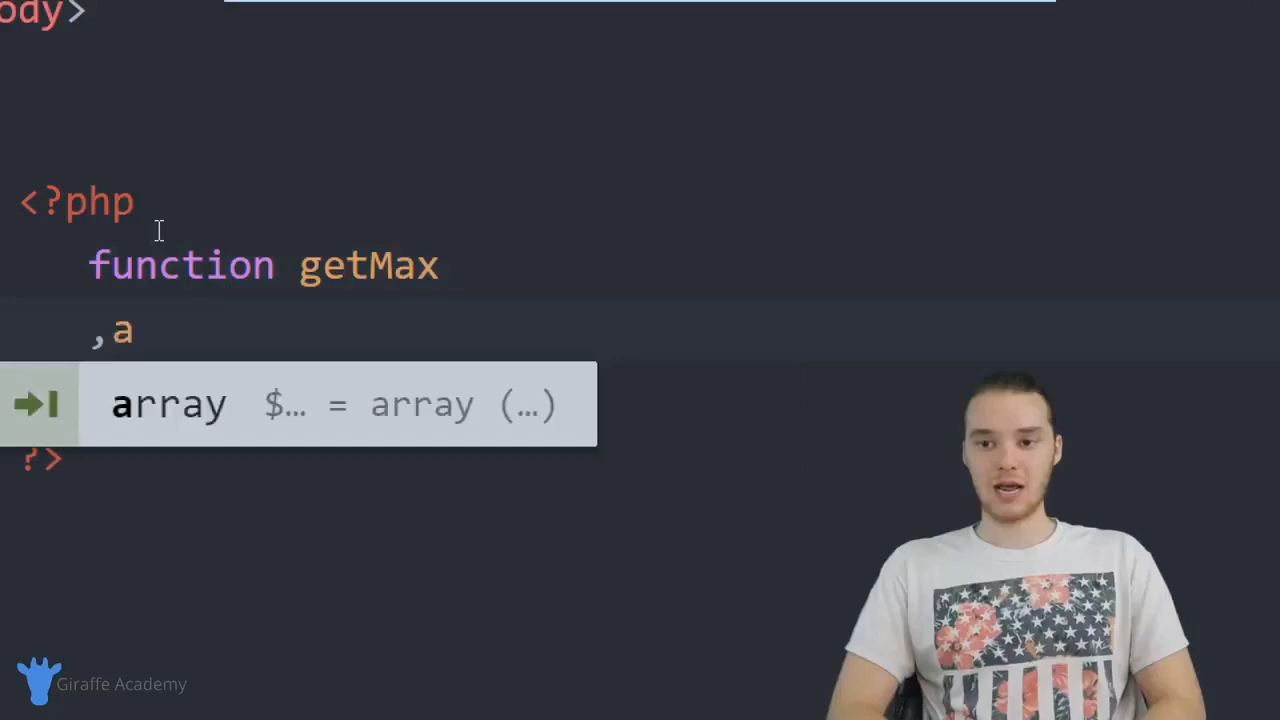 ody>
<?php
function getMax
,a
array $… = array (…)
?>
Giraffe Academy